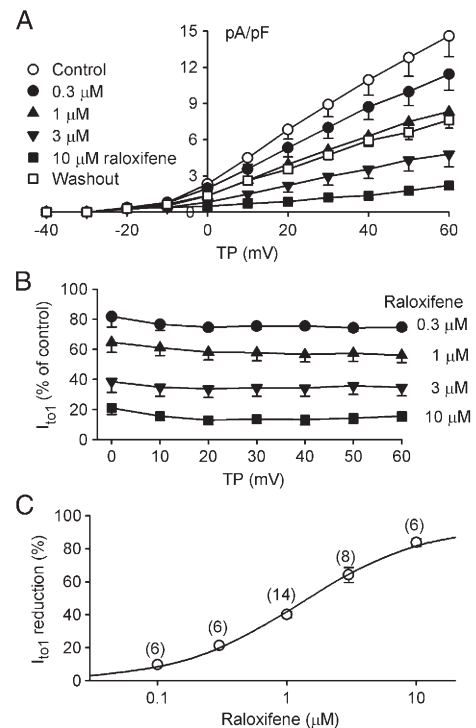 A
pA/pF
15
12
9
6
3
0
Control
0.3 μM
1 μM
3 μM
10 μM raloxifene
Washout
-40 -20 0 20 40 60
TP (mV)
B
100
80
60
40
20
0
Ito1 (% of control)
Raloxifene
0.3 μM
1 μM
3 μM
10 μM
0 10 20 30 40 50 60
TP (mV)
C
100
80
60
40
20
0
Ito1 reduction (%)
(6)
(6)
(14)
(8)
(6)
0.1 1 10
Raloxifene (μM)